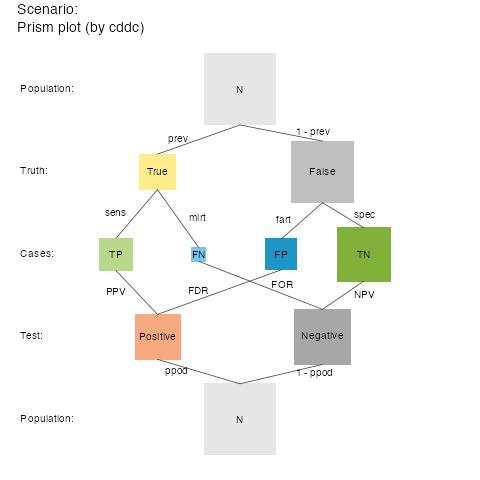 Scenario:
Prism plot (by cddc)
Population:
N
prev
1 - prev
Truth:
True
False
sens
mirt
fart
spec
Cases:
TP
FN
FP
TN
PPV
FDR
FOR
NPV
Test:
Positive
Negative
ppod
1 - ppod
Population:
N